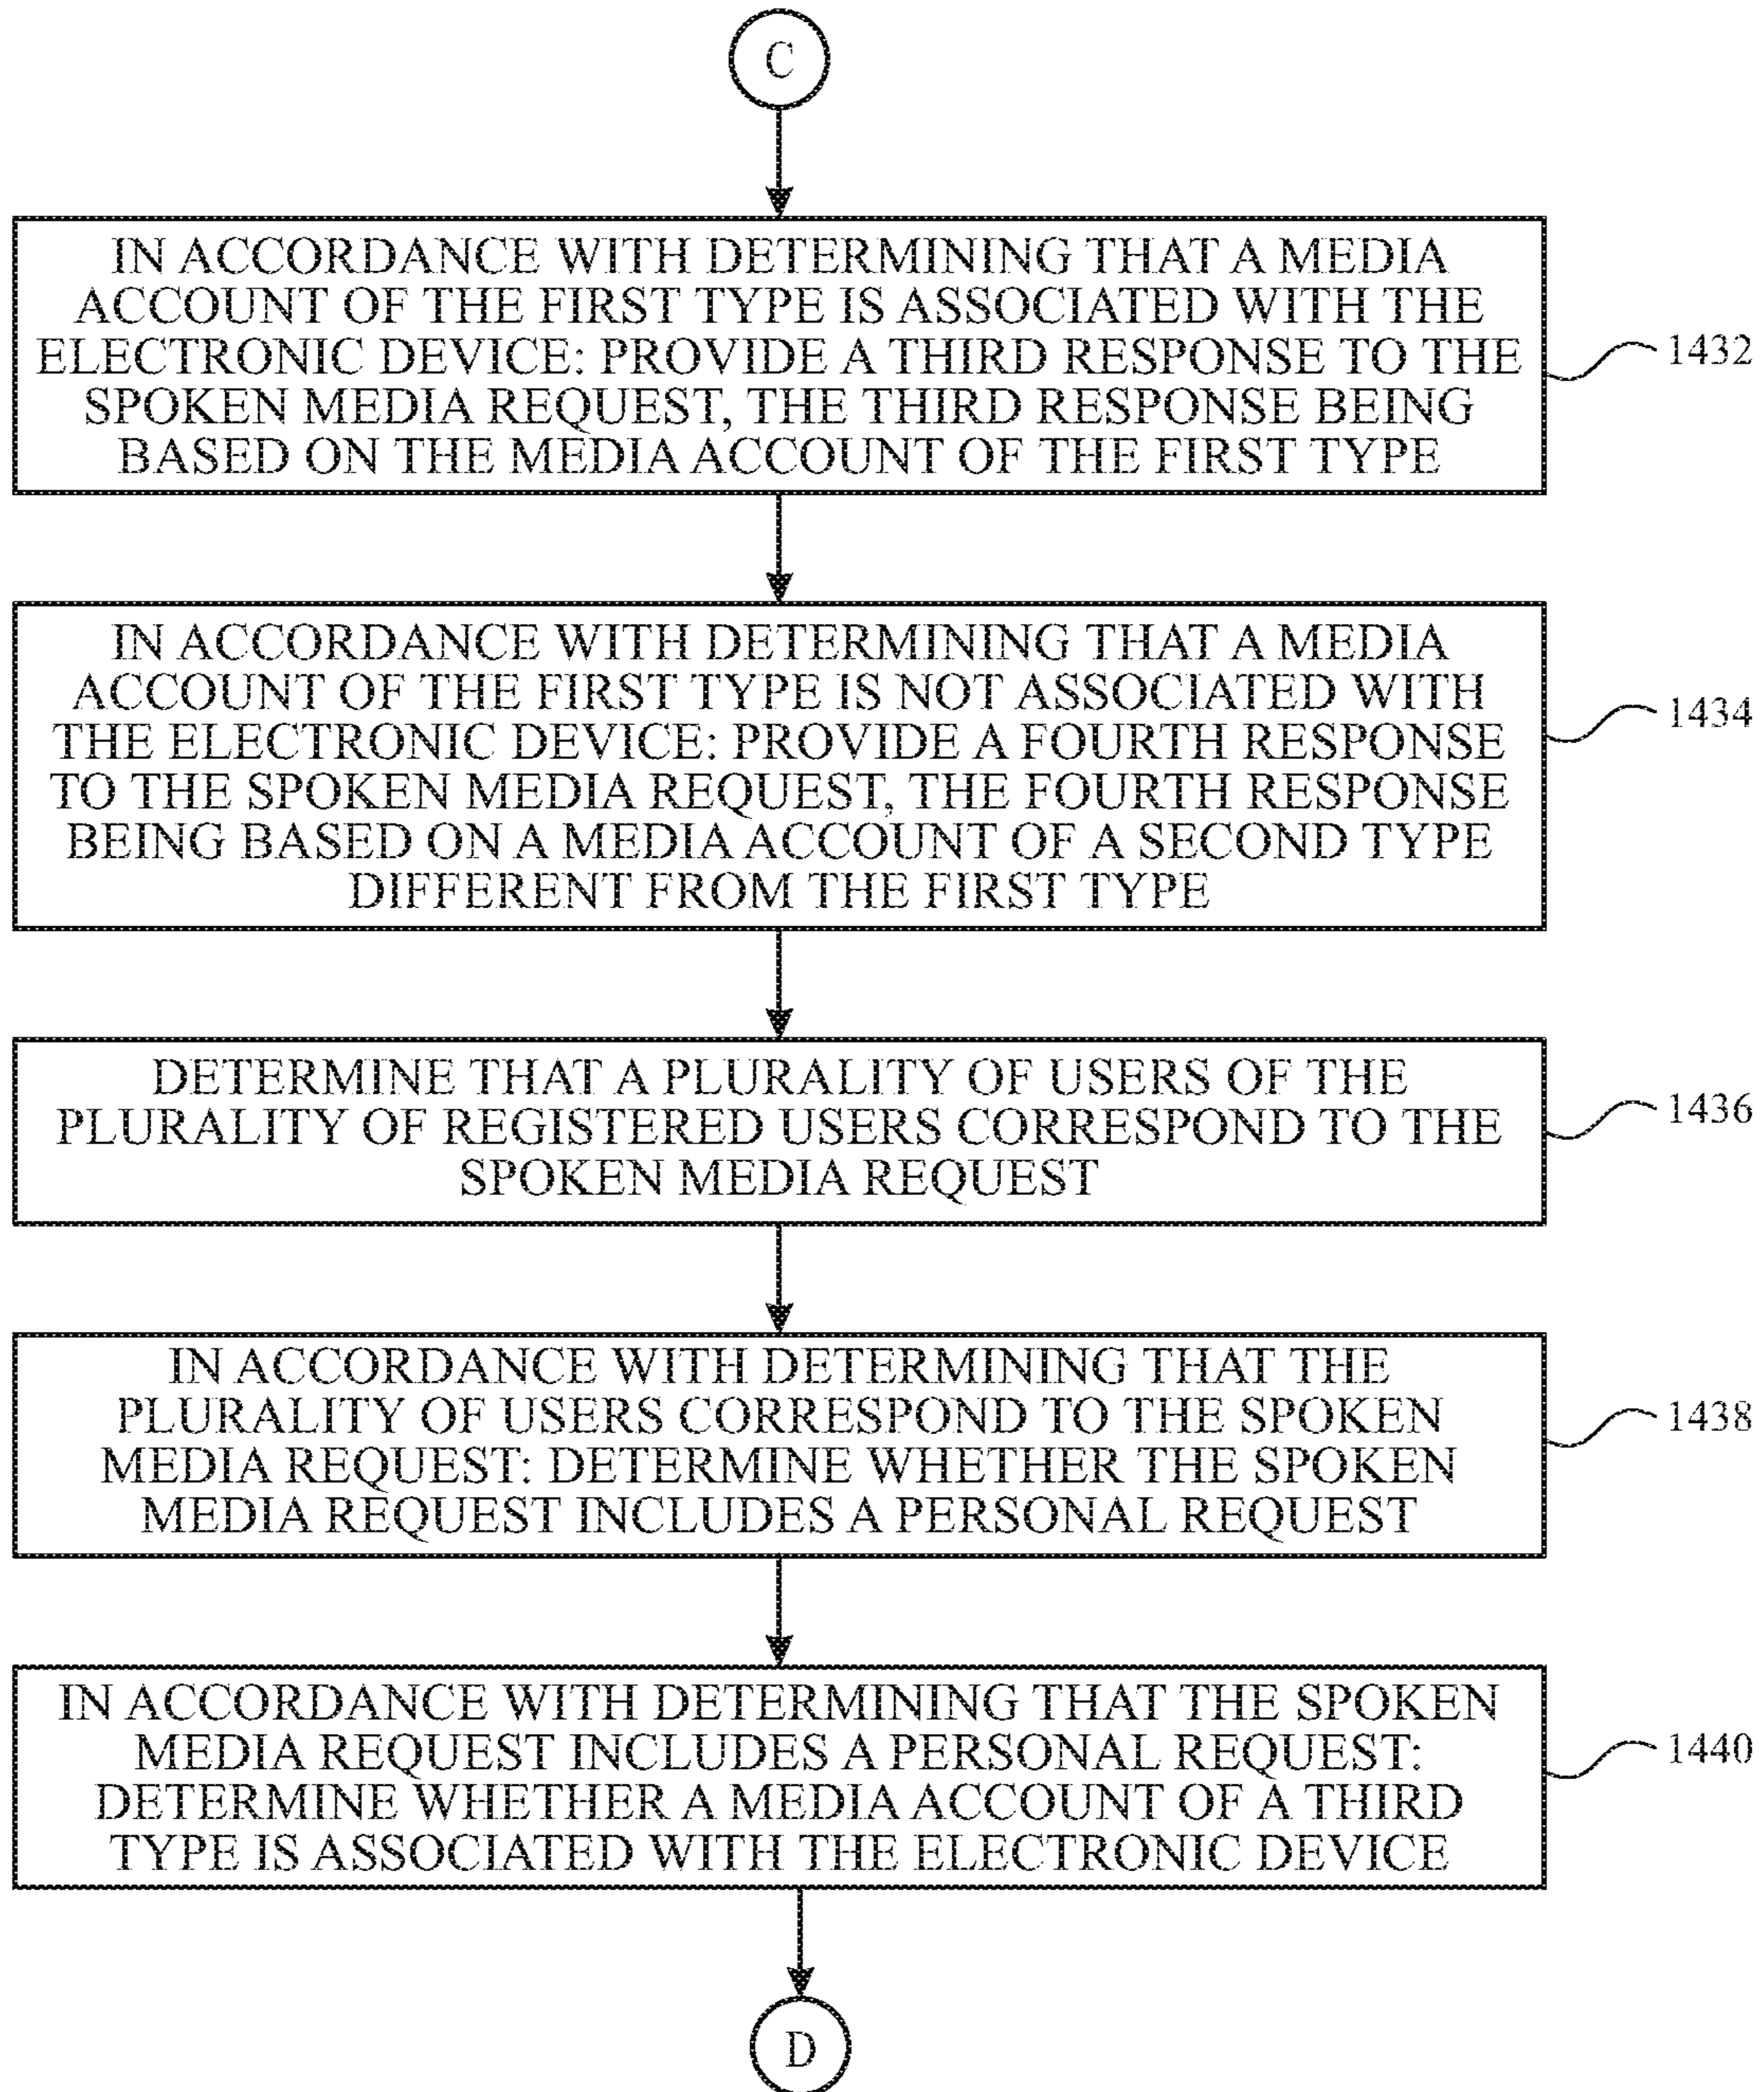 C
IN ACCORDANCE WITH DETERMINING THAT A MEDIA
ACCOUNT OF THE FIRST TYPE IS ASSOCIATED WITH THE
ELECTRONIC DEVICE: PROVIDE A THIRD RESPONSE TO THE
SPOKEN MEDIA REQUEST, THE THIRD RESPONSE BEING
BASED ON THE MEDIA ACCOUNT OF THE FIRST TYPE
1432
IN ACCORDANCE WITH DETERMINING THAT A MEDIA
ACCOUNT OF THE FIRST TYPE IS NOT ASSOCIATED WITH
THE ELECTRONIC DEVICE: PROVIDE A FOURTH RESPONSE
TO THE SPOKEN MEDIA REQUEST, THE FOURTH RESPONSE
BEING BASED ON A MEDIA ACCOUNT OF A SECOND TYPE
DIFFERENT FROM THE FIRST TYPE
1434
DETERMINE THAT A PLURALITY OF USERS OF THE
PLURALITY OF REGISTERED USERS CORRESPOND TO THE
SPOKEN MEDIA REQUEST
1436
IN ACCORDANCE WITH DETERMINING THAT THE
PLURALITY OF USERS CORRESPOND TO THE SPOKEN
MEDIA REQUEST: DETERMINE WHETHER THE SPOKEN
MEDIA REQUEST INCLUDES A PERSONAL REQUEST
1438
IN ACCORDANCE WITH DETERMINING THAT THE SPOKEN
MEDIA REQUEST INCLUDES A PERSONAL REQUEST:
DETERMINE WHETHER A MEDIA ACCOUNT OF A THIRD
TYPE IS ASSOCIATED WITH THE ELECTRONIC DEVICE
1440
D